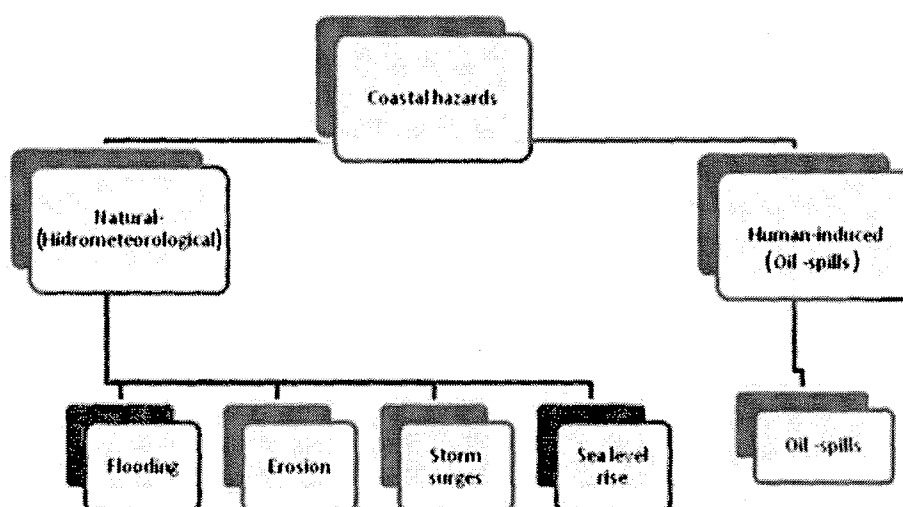 Coastal hazards
Natural-
(Hidrometeorological)
Human-induced
(Oil -spills)
Flooding
Erosion
Storm
surges
Sea level
rise
Oil -spills